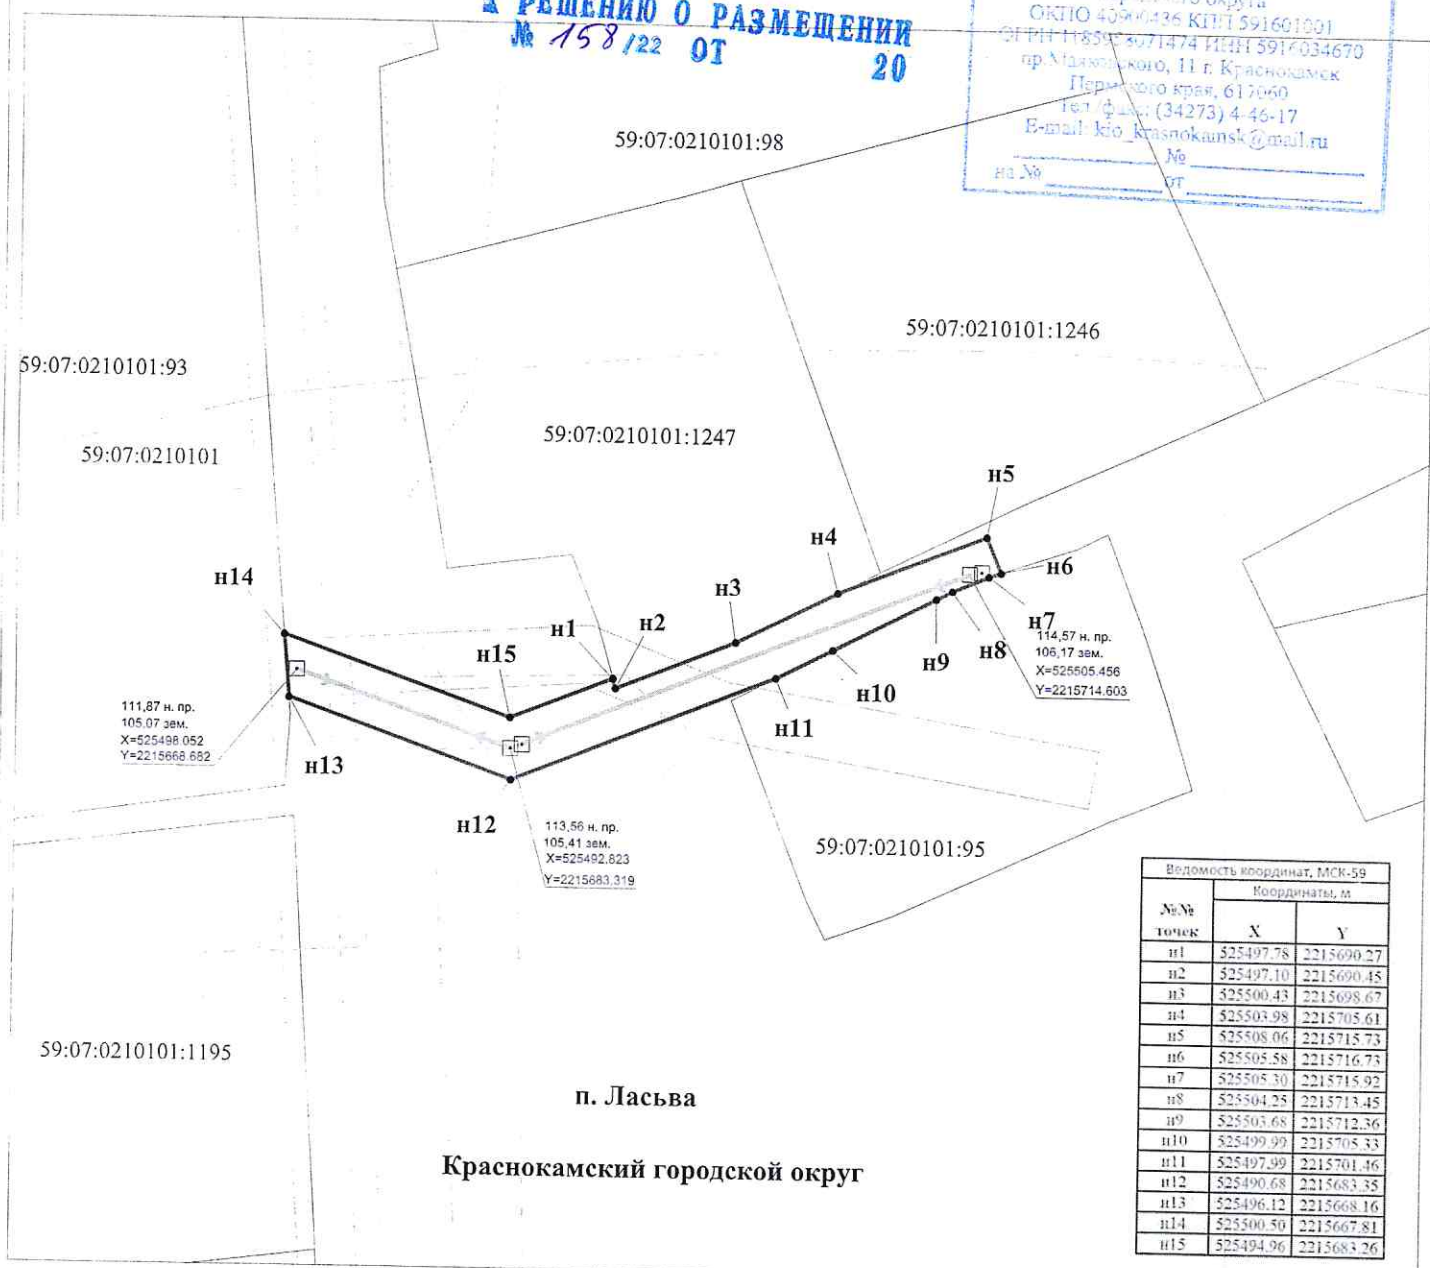 РЕШЕНИЮ О РАЗМЕЩЕНИИ
№ 158/22 ОТ 20
округа
ОКПО КПП 591601001
ИНН 5916034670
11 г. Краснокамск
края, 617060
(34273) 4-46-17
E-mail: kio_krasnokamsk@mail.ru
№
на № от
59:07:0210101:98
59:07:0210101:1246
59:07:0210101:93
59:07:0210101:1247
59:07:0210101
н5
н4
н6
н14
н3
н7
н2
н1
н8
н15
н9
114,57 н. пр.
106,17 зем.
X=525505.456
Y=2215714.603
н10
н11
111,87 н. пр.
105,07 зем.
X=525498.052
Y=2215668.682
н13
н12
113,56 н. пр.
105,41 зем.
X=525492.823
Y=2215683.319
59:07:0210101:95
Ведомость координат, МСК-59
№№ точек
Координаты, м
X Y
н1 525497.78 2215690.27
н2 525497.10 2215690.45
н3 525500.43 2215698.67
н4 525503.98 2215705.61
н5 525508.06 2215715.73
н6 525505.58 2215716.73
н7 525505.30 2215715.92
н8 525504.25 2215713.45
н9 525503.68 2215712.36
н10 525499.99 2215705.33
н11 525497.99 2215701.46
н12 525490.68 2215683.35
н13 525496.12 2215668.16
н14 525500.50 2215667.81
н15 525494.96 2215683.26
59:07:0210101:1195
п. Ласьва
Краснокамский городской округ